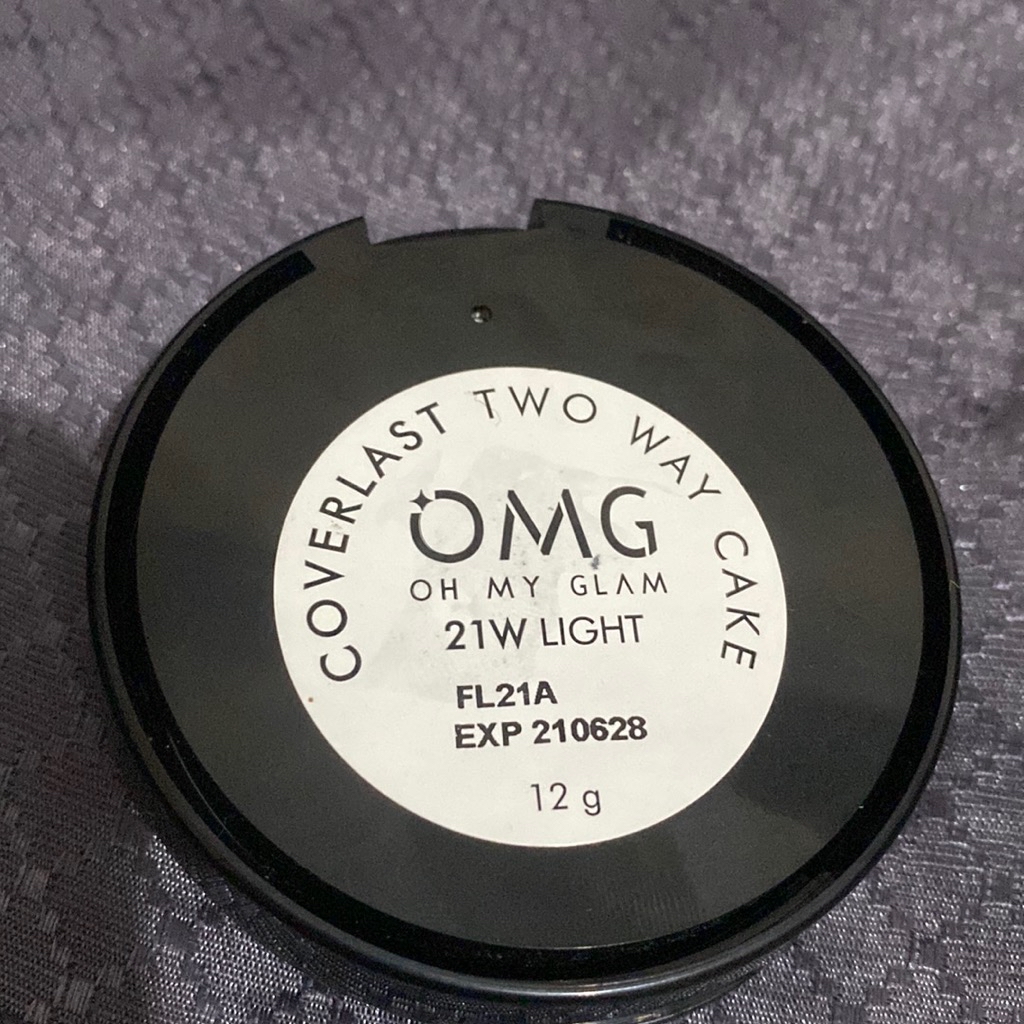 COVERLAST TWO WAY CAKE
OMG
OH MY GLAM
21W LIGHT
FL21A
EXP 210628
12 g